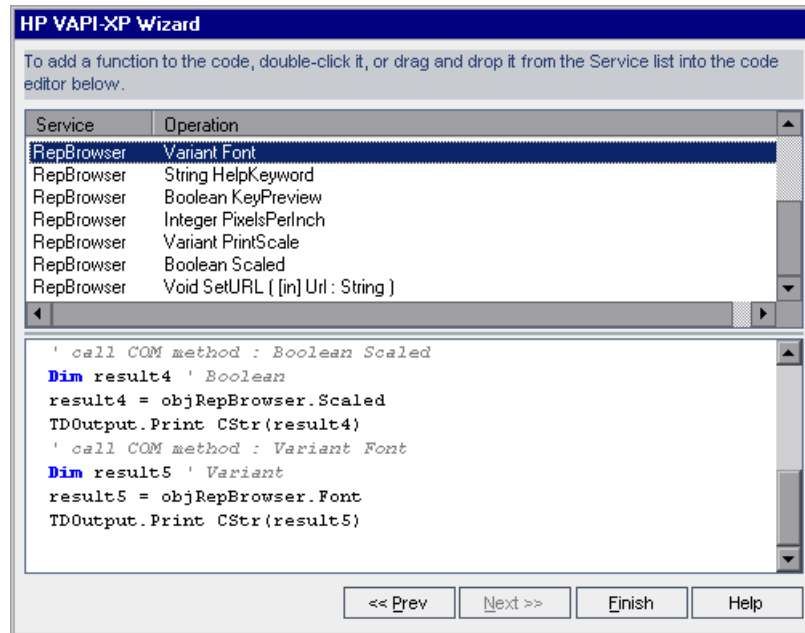 HP VAPI-XP Wizard
To add a function to the code, double-click it, or drag and drop it from the Service list into the code
editor below.
Service Operation
RepBrowser Variant Font
RepBrowser String HelpKeyword
RepBrowser Boolean KeyPreview
RepBrowser Integer PixelsPerInch
RepBrowser Variant PrintScale
RepBrowser Boolean Scaled
RepBrowser Void SetURL ( [in] Url : String )
' call COM method : Boolean Scaled
Dim result4 ' Boolean
result4 = objRepBrowser.Scaled
TDOutput.Print CStr(result4)
' call COM method : Variant Font
Dim result5 ' Variant
result5 = objRepBrowser.Font
TDOutput.Print CStr(result5)
<< Prev Next >> Finish Help